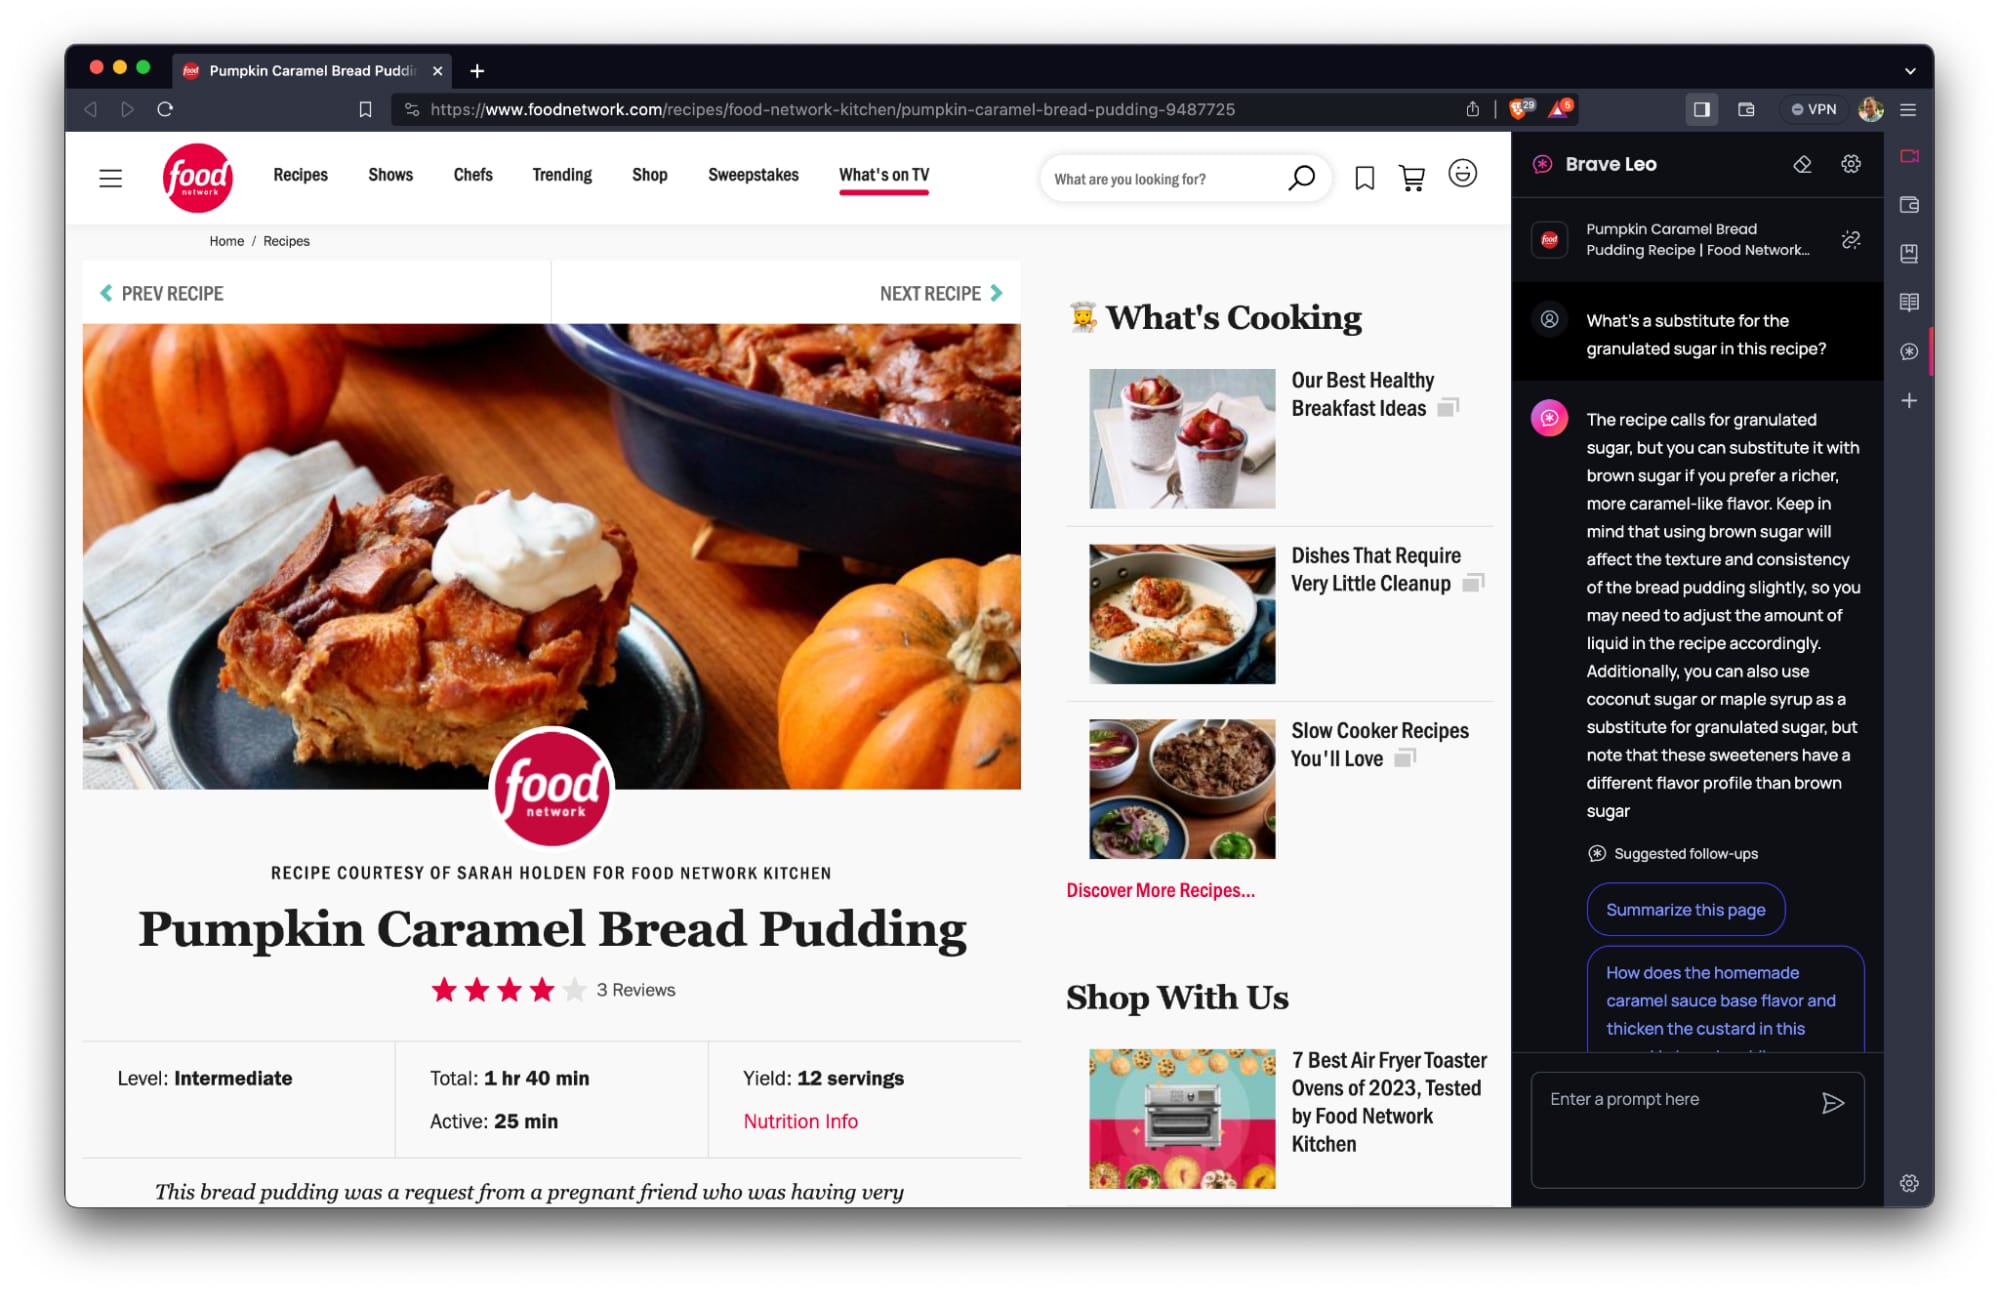 food Pumpkin Caramel Bread Puddi
https://www.foodnetwork.com/recipes/food-network-kitchen/pumpkin-caramel-bread-pudding-9487725
29
5
VPN
food
network
Recipes
Shows
Chefs
Trending
Shop
Sweepstakes
What's on TV
What are you looking for?
Home / Recipes
PREV RECIPE
NEXT RECIPE
food
network
RECIPE COURTESY OF SARAH HOLDEN FOR FOOD NETWORK KITCHEN
Pumpkin Caramel Bread Pudding
3 Reviews
Level: Intermediate
Total: 1 hr 40 min
Active: 25 min
Yield: 12 servings
Nutrition Info
This bread pudding was a request from a pregnant friend who was having very
What's Cooking
Our Best Healthy
Breakfast Ideas
Dishes That Require
Very Little Cleanup
Slow Cooker Recipes
You'll Love
Discover More Recipes...
Shop With Us
7 Best Air Fryer Toaster
Ovens of 2023, Tested
by Food Network
Kitchen
Brave Leo
food
Pumpkin Caramel Bread
Pudding Recipe | Food Network...
What's a substitute for the
granulated sugar in this recipe?
The recipe calls for granulated
sugar, but you can substitute it with
brown sugar if you prefer a richer,
more caramel-like flavor. Keep in
mind that using brown sugar will
affect the texture and consistency
of the bread pudding slightly, so you
may need to adjust the amount of
liquid in the recipe accordingly.
Additionally, you can also use
coconut sugar or maple syrup as a
substitute for granulated sugar, but
note that these sweeteners have a
different flavor profile than brown
sugar
Suggested follow-ups
Summarize this page
How does the homemade
caramel sauce base flavor and
thicken the custard in this
Enter a prompt here